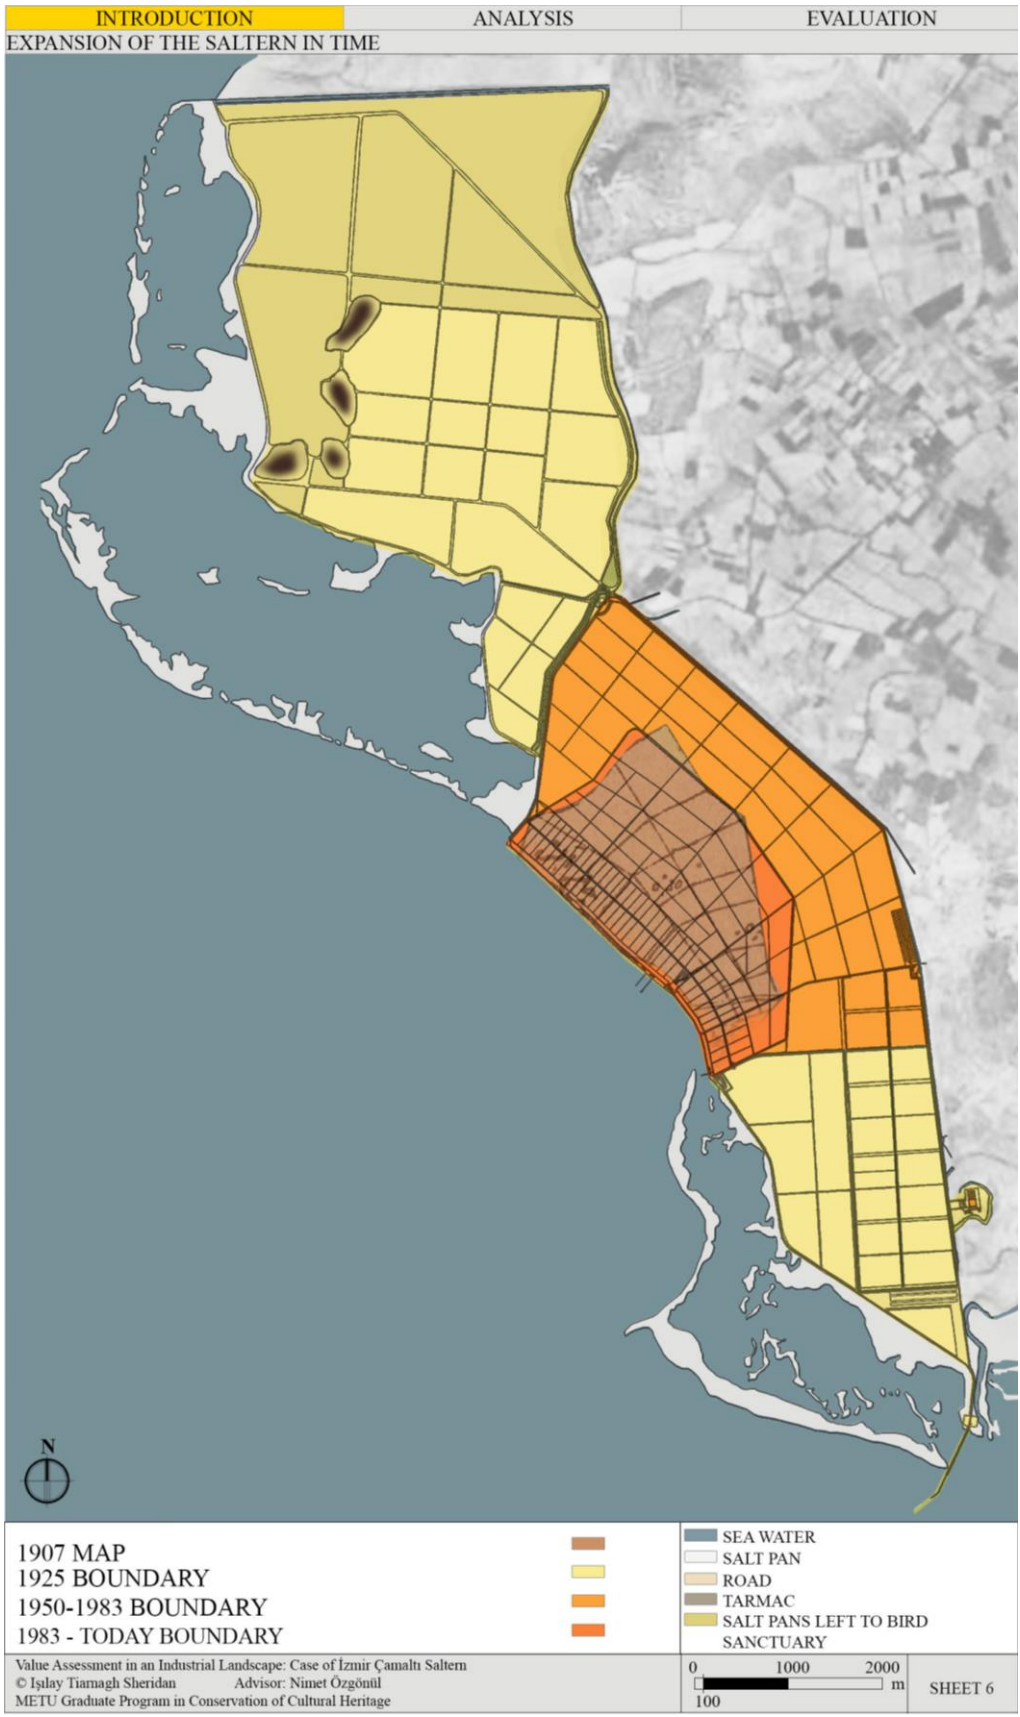 INTRODUCTION
ANALYSIS
EVALUATION
EXPANSION OF THE SALTERN IN TIME
N
1907 MAP
1925 BOUNDARY
1950-1983 BOUNDARY
1983 - TODAY BOUNDARY
SEA WATER
SALT PAN
ROAD
TARMAC
SALT PANS LEFT TO BIRD
SANCTUARY
Value Assessment in an Industrial Landscape: Case of İzmir Çamaltı Saltern
© Işılay Tiarnagh Sheridan Advisor: Nimet Özgönül
METU Graduate Program in Conservation of Cultural Heritage
0 1000 2000
m
100
SHEET 6